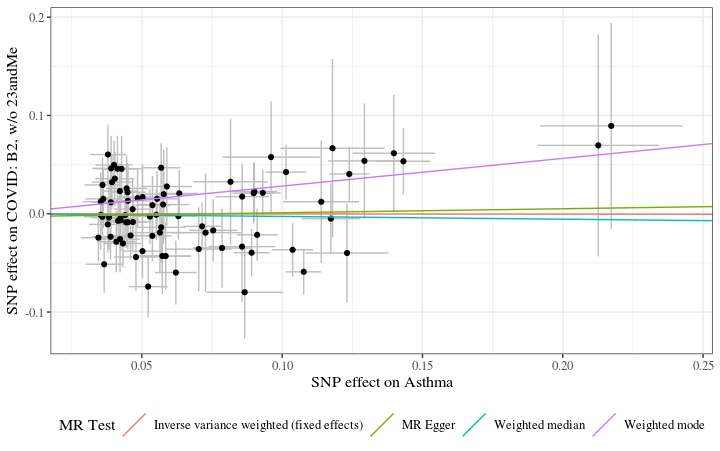 SNP effect on COVID: B2, w/o 23andMe
0.2
0.1
0.0
-0.1
0.05 0.10 0.15 0.20 0.25
SNP effect on Asthma
MR Test Inverse variance weighted (fixed effects) MR Egger Weighted median Weighted mode